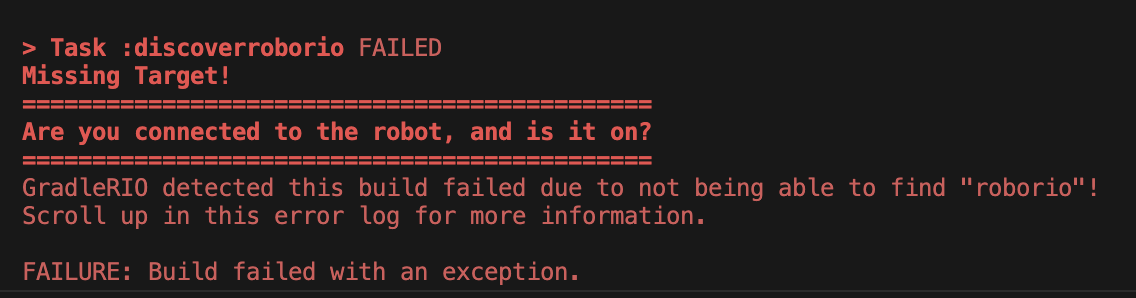 > Task :discoverroborio FAILED
Missing Target!
=============================================
Are you connected to the robot, and is it on?
=============================================
GradleRIO detected this build failed due to not being able to find "roborio"!
Scroll up in this error log for more information.
FAILURE: Build failed with an exception.